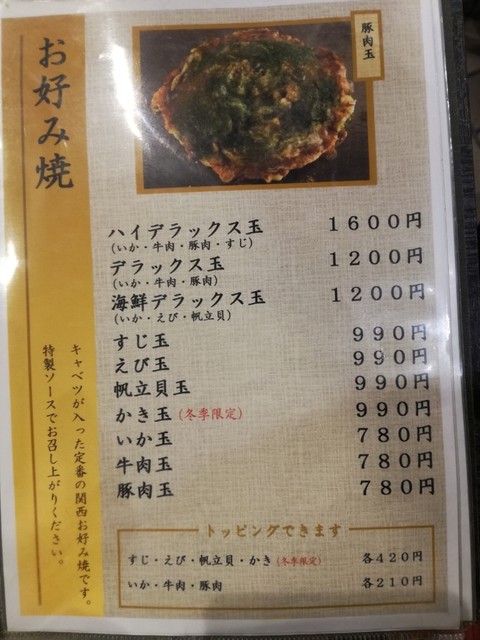 お好み焼
キャベツが入った定番の関西お好み焼です。
特製ソースでお召し上がりください。
豚肉玉
ハイデラックス玉 1600円
(いか・牛肉・豚肉・すじ)
デラックス玉 1200円
(いか・牛肉・豚肉)
海鮮デラックス玉 1200円
(いか・えび・帆立貝)
すじ玉 990円
えび玉 990円
帆立貝玉 990円
かき玉(冬季限定) 990円
いか玉 780円
牛肉玉 780円
豚肉玉 780円
トッピングできます
すじ・えび・帆立貝・かき(冬季限定) 各420円
いか・牛肉・豚肉 各210円